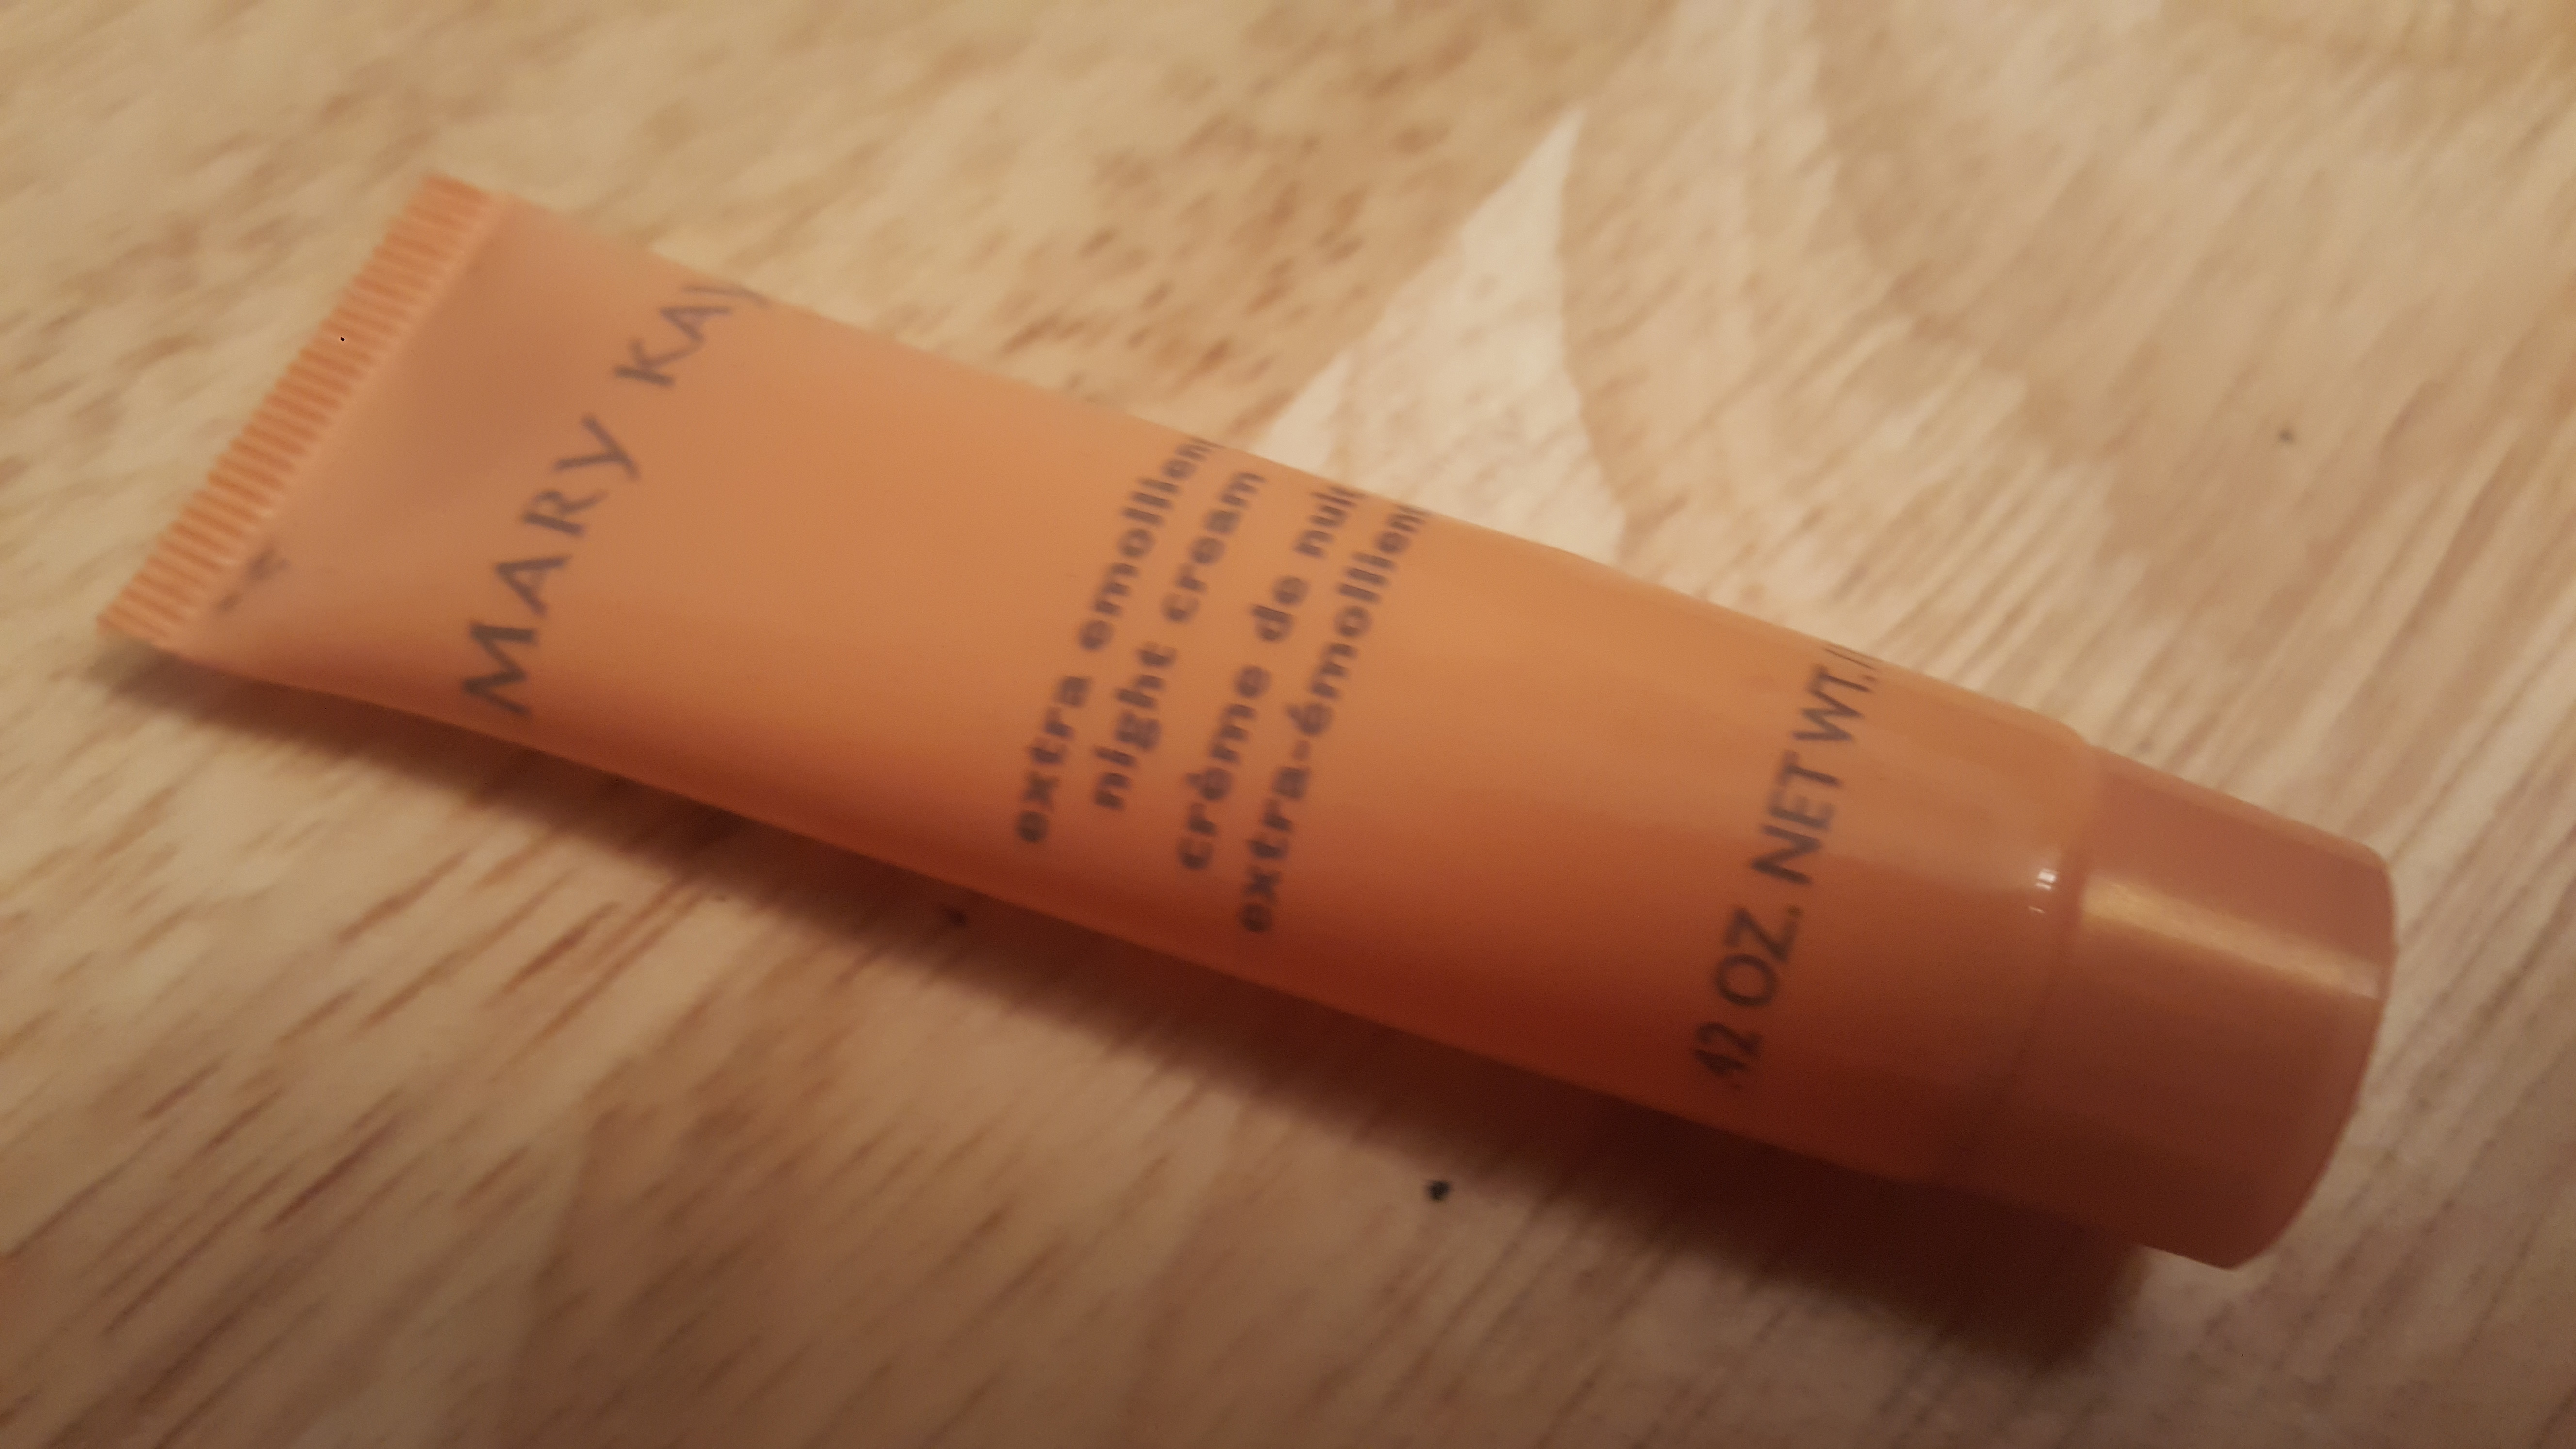 MARY KAY
extra emollient
night cream
crème de nuit
extra-émollient
.42 OZ. NET WT.